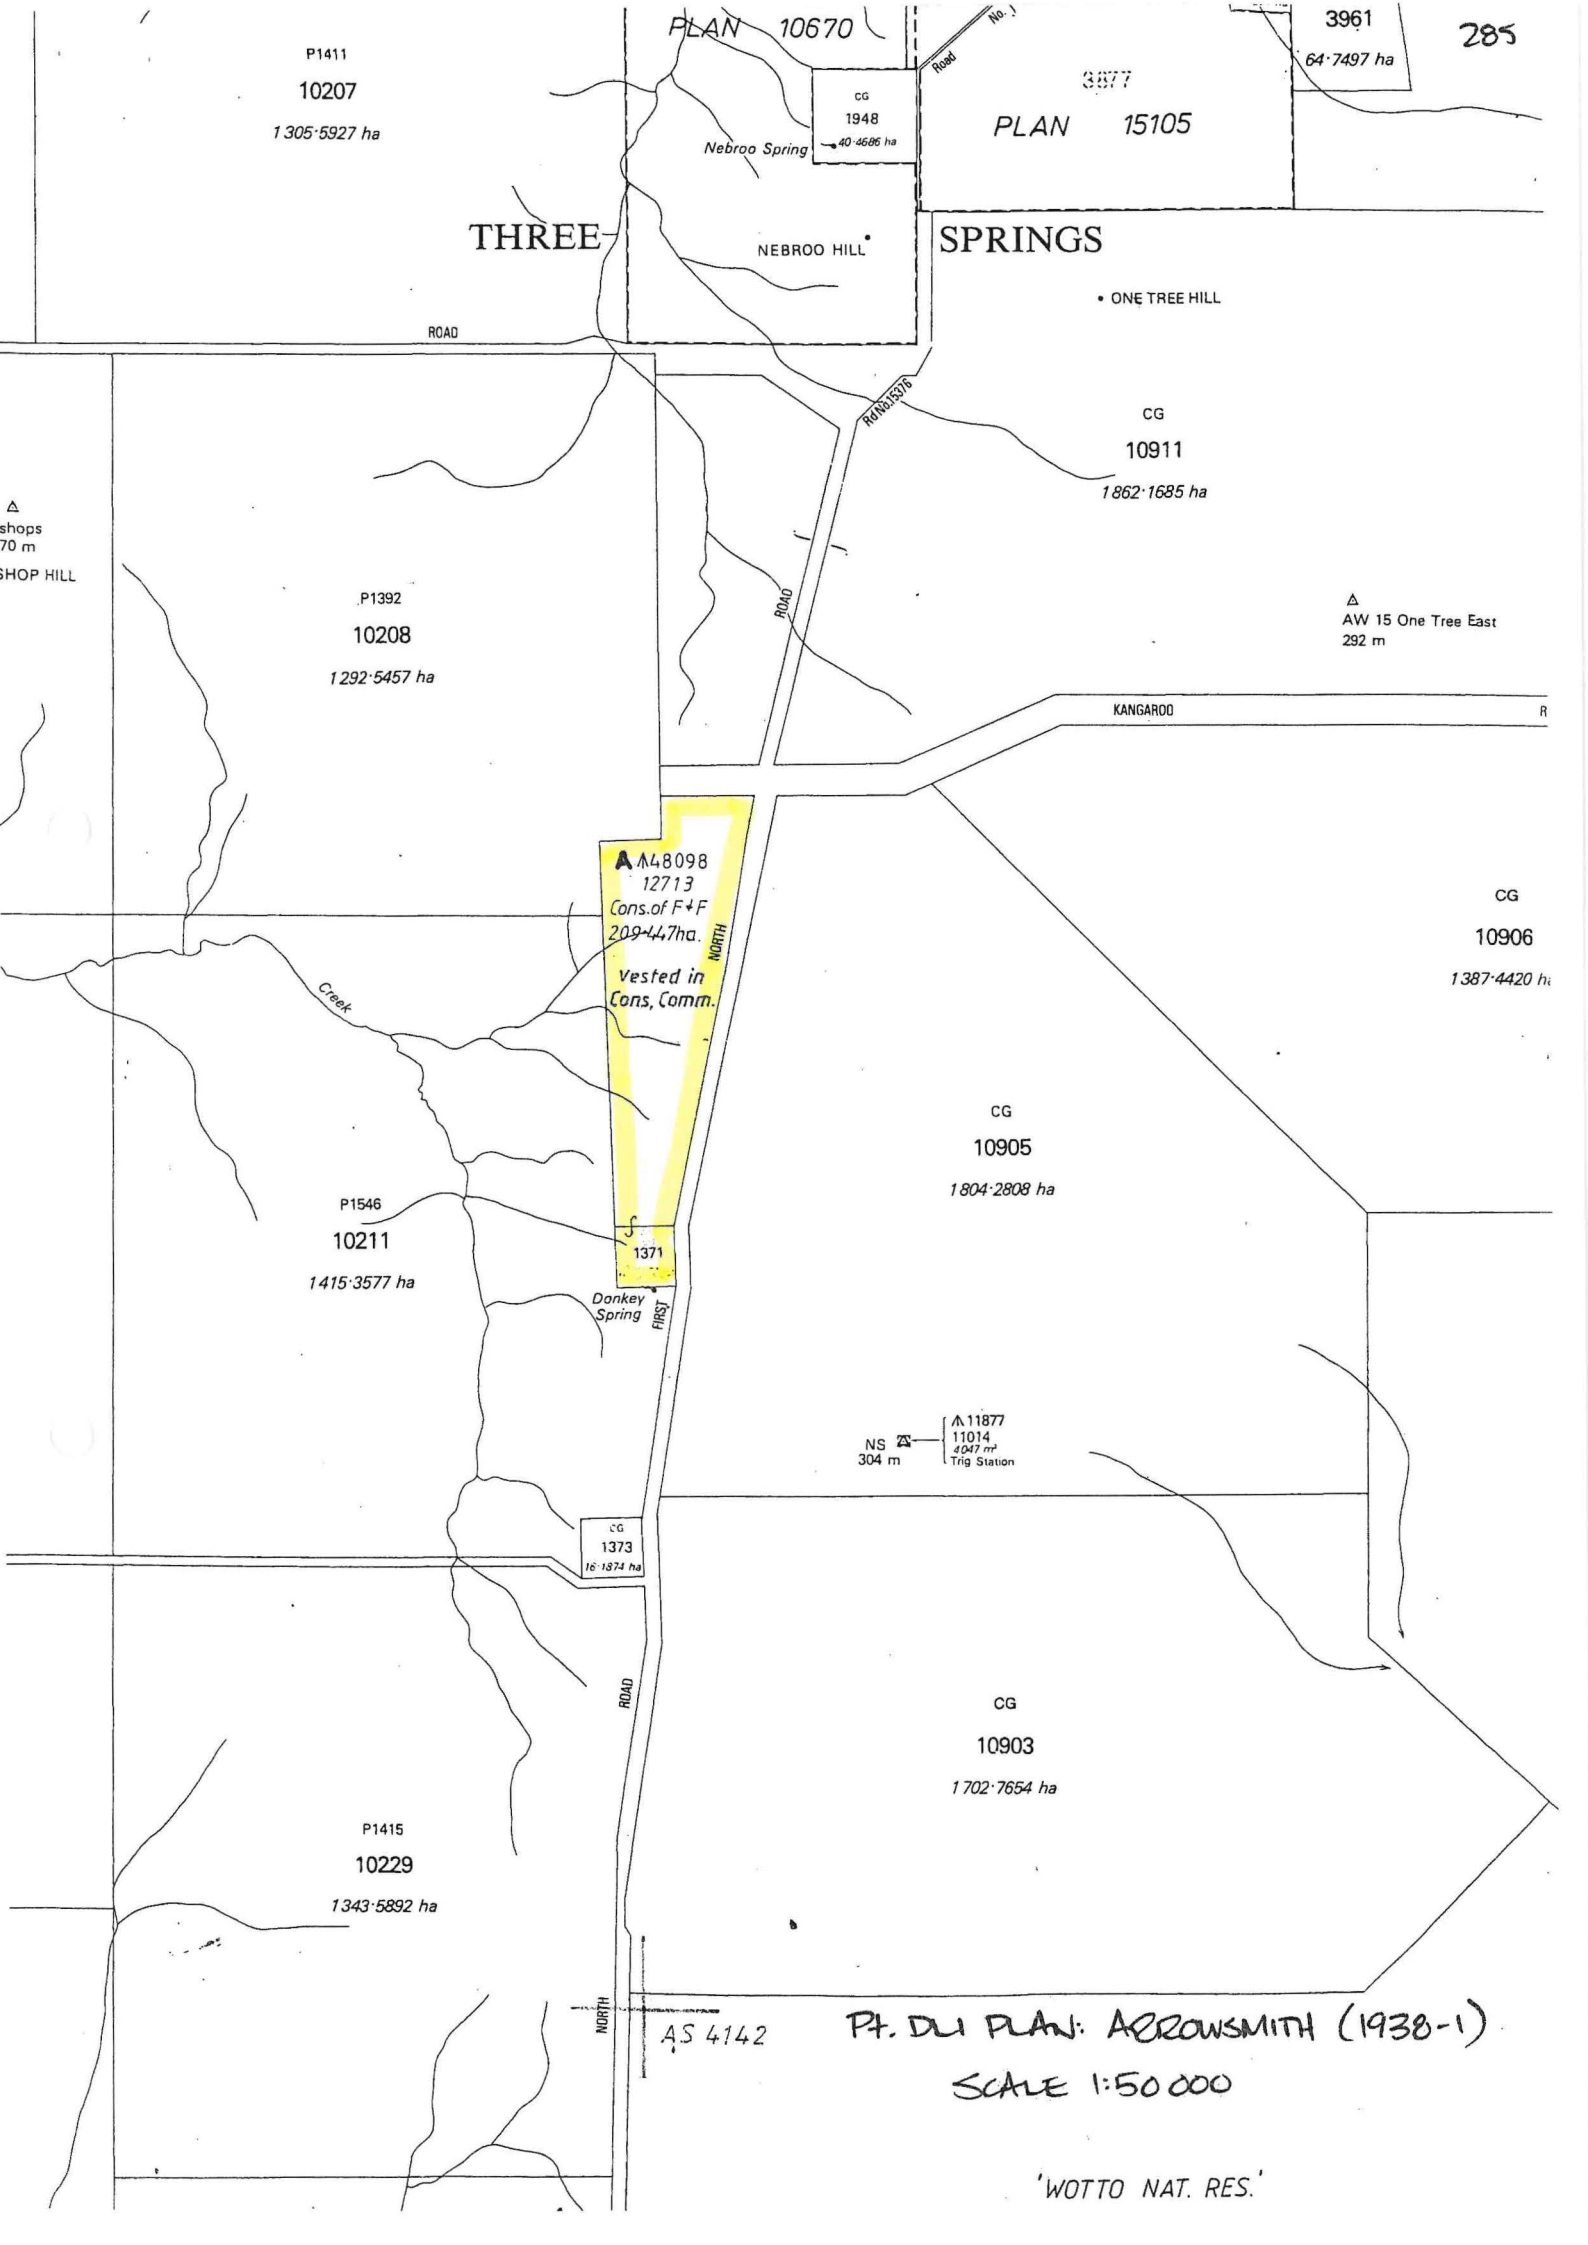 PLAN 10670
No. 1
Road
3961
64·7497 ha
285
P1411
10207
1305·5927 ha
CG
1948
40·4686 ha
Nebroo Spring
3877
PLAN 15105
THREE SPRINGS
NEBROO HILL
ONE TREE HILL
ROAD
Rd No.15376
CG
10911
1862·1685 ha
shops
70 m
SHOP HILL
P1392
10208
1292·5457 ha
ROAD
AW 15 One Tree East
292 m
KANGAROO
R
A 48098
12713
Cons. of F+F
209·447ha.
Vested in
Cons, Comm.
NORTH
CG
10906
1387·4420 h
Creek
CG
10905
1804·2808 ha
P1546
10211
1415·3577 ha
1371
Donkey
Spring
FIRST
NS
304 m
11877
11014
4047 m²
Trig Station
CG
1373
16·1874 ha
ROAD
CG
10903
1702·7654 ha
P1415
10229
1343·5892 ha
NORTH
AS 4142
Pt. DLI PLAN: ARROWSMITH (1938-1)
SCALE 1:50 000
'WOTTO NAT. RES.'